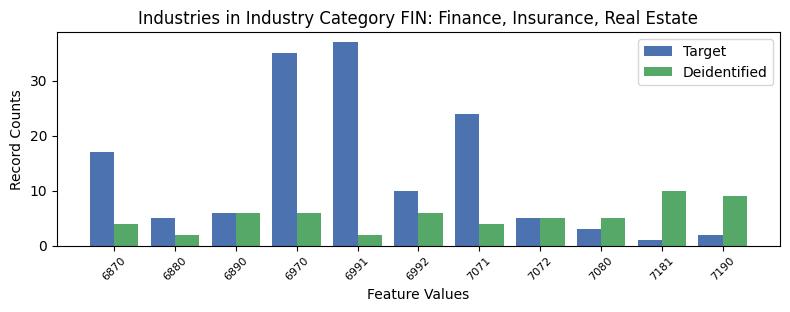 Industries in Industry Category FIN: Finance, Insurance, Real Estate
Target
Deidentified
Record Counts
30
20
10
0
6870 6880 6890 6970 6991 6992 7071 7072 7080 7181 7190
Feature Values